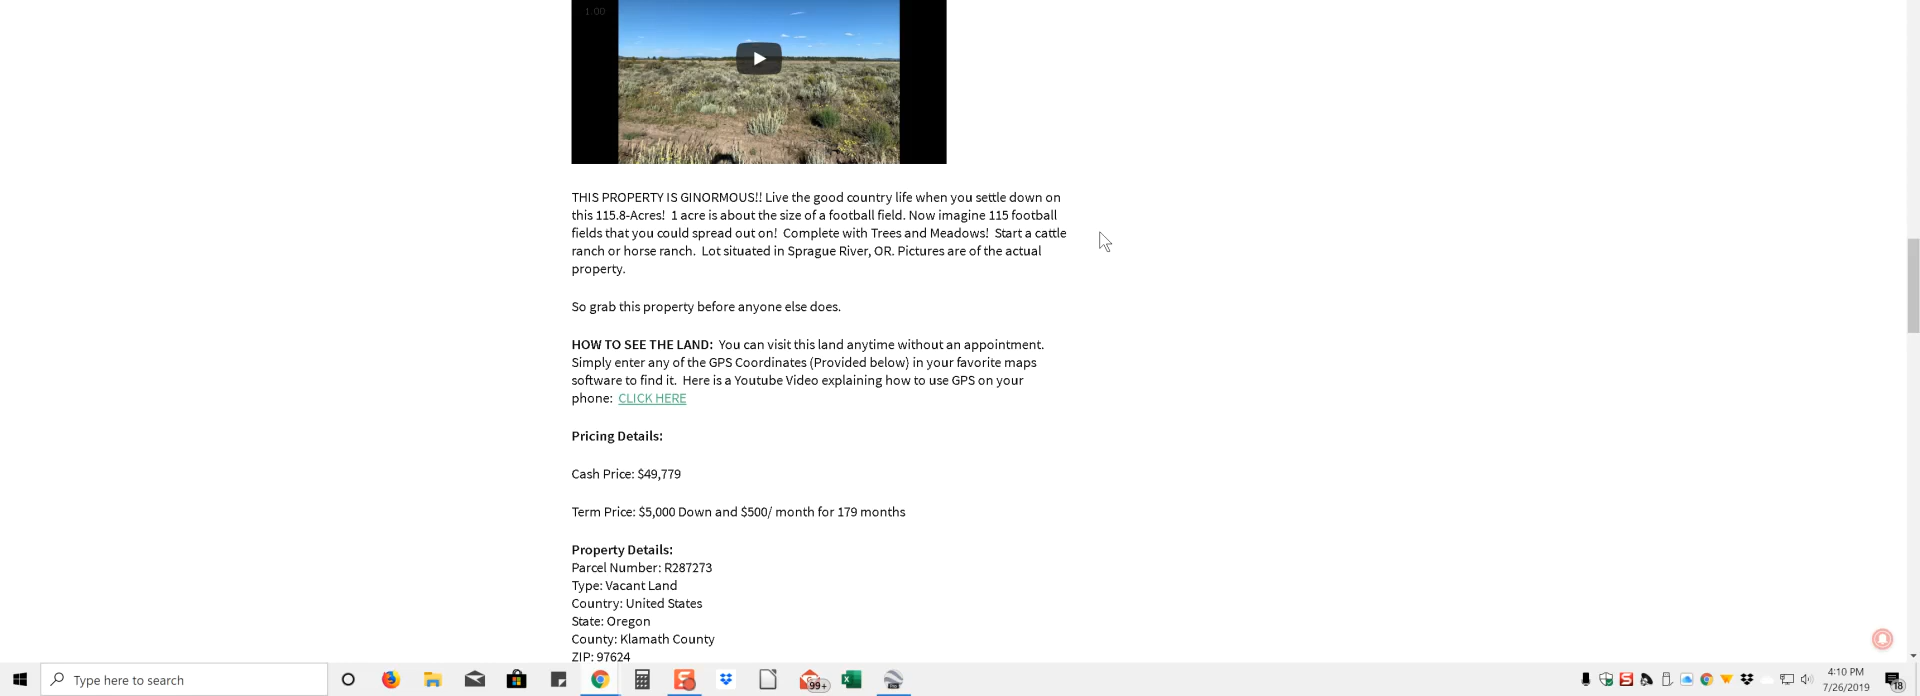 1.00
THIS PROPERTY IS GINORMOUS!! Live the good country life when you settle down on
this 115.8-Acres!  1 acre is about the size of a football field. Now imagine 115 football
fields that you could spread out on!  Complete with Trees and Meadows!  Start a cattle
ranch or horse ranch.  Lot situated in Sprague River, OR. Pictures are of the actual
property.
So grab this property before anyone else does.
HOW TO SEE THE LAND:  You can visit this land anytime without an appointment.
Simply enter any of the GPS Coordinates (Provided below) in your favorite maps
software to find it.  Here is a Youtube Video explaining how to use GPS on your
phone:  CLICK HERE
Pricing Details:
Cash Price: $49,779
Term Price: $5,000 Down and $500/ month for 179 months
Property Details:
Parcel Number: R287273
Type: Vacant Land
Country: United States
State: Oregon
County: Klamath County
ZIP: 97624
Type here to search
99+
4:10 PM
7/26/2019
18